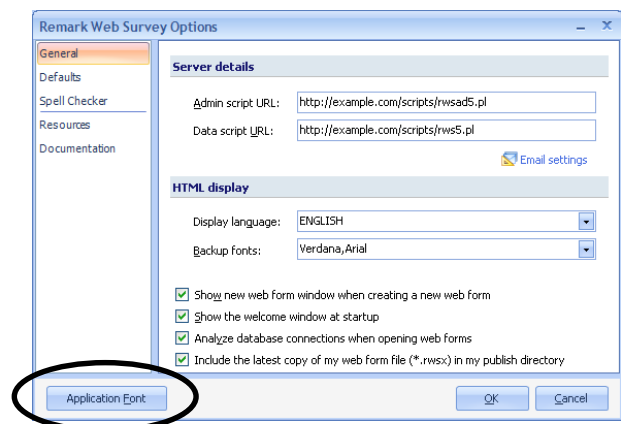 Remark Web Survey Options
General
Defaults
Spell Checker
Resources
Documentation
Server details
Admin script URL: http://example.com/scripts/rwsad5.pl
Data script URL: http://example.com/scripts/rws5.pl
Email settings
HTML display
Display language: ENGLISH
Backup fonts: Verdana,Arial
Show new web form window when creating a new web form
Show the welcome window at startup
Analyze database connections when opening web forms
Include the latest copy of my web form file (*.rwsx) in my publish directory
Application Font OK Cancel